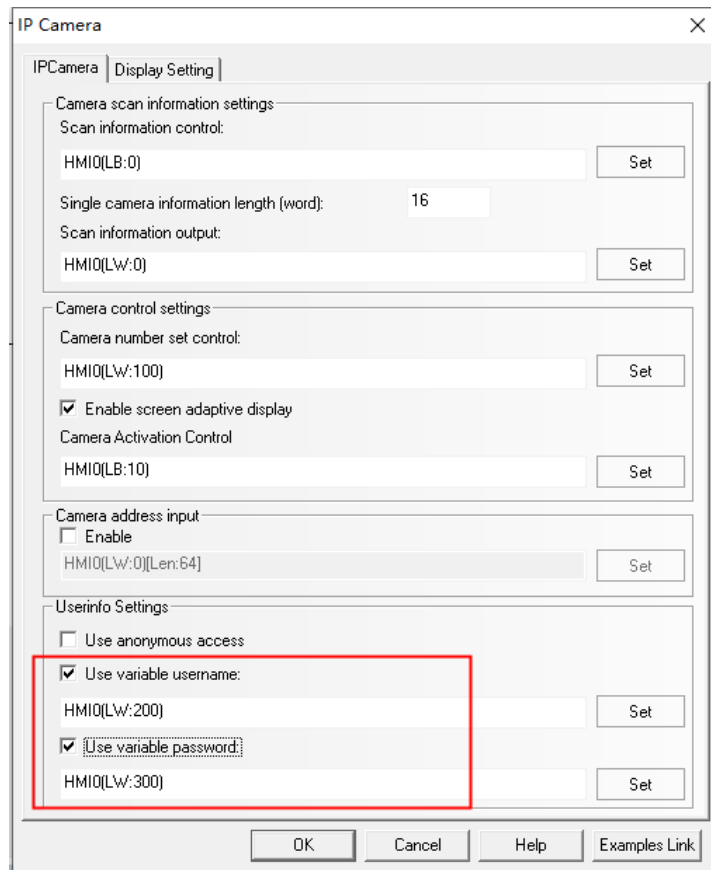 IP Camera
IPCamera
Display Setting
Camera scan information settings
Scan information control:
HMI0(LB:0)
Set
Single camera information length (word):
16
Scan information output:
HMI0(LW:0)
Set
Camera control settings
Camera number set control:
HMI0(LW:100)
Set
Enable screen adaptive display
Camera Activation Control
HMI0(LB:10)
Set
Camera address input
Enable
HMI0(LW:0)[Len:64]
Set
Userinfo Settings
Use anonymous access
Use variable username:
HMI0(LW:200)
Set
Use variable password:
HMI0(LW:300)
Set
OK
Cancel
Help
Examples Link